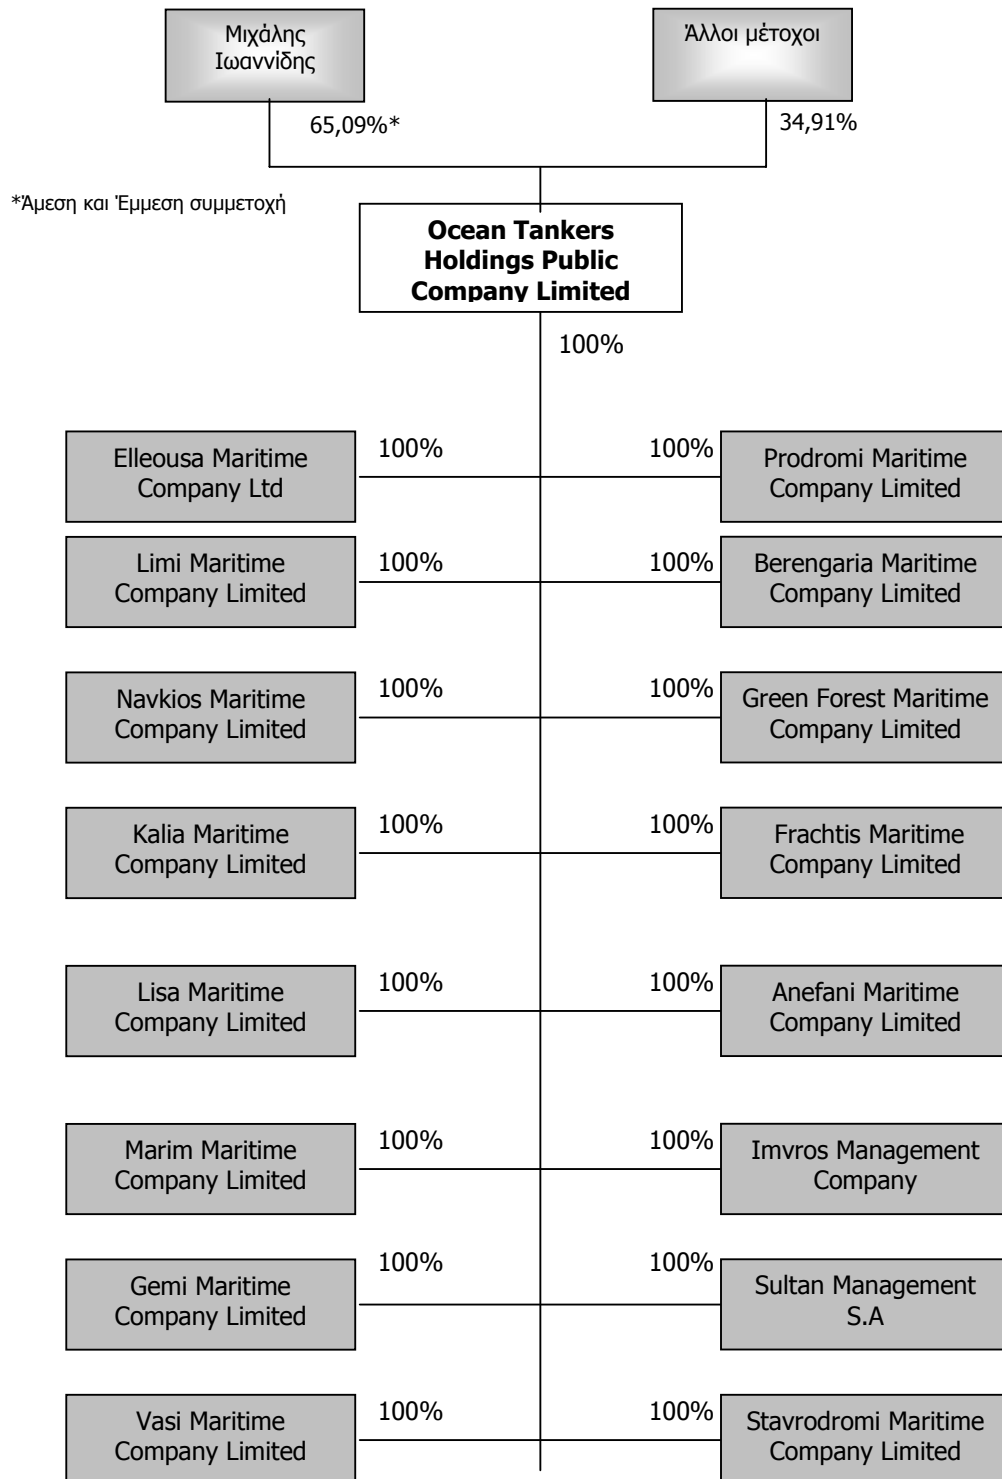 Μιχάλης
Ιωαννίδης
Άλλοι μέτοχοι
65,09%*
34,91%
*Άμεση και Έμμεση συμμετοχή
Ocean Tankers
Holdings Public
Company Limited
100%
Elleousa Maritime
Company Ltd
100%
100%
Prodromi Maritime
Company Limited
Limi Maritime
Company Limited
100%
100%
Berengaria Maritime
Company Limited
Navkios Maritime
Company Limited
100%
100%
Green Forest Maritime
Company Limited
Kalia Maritime
Company Limited
100%
100%
Frachtis Maritime
Company Limited
Lisa Maritime
Company Limited
100%
100%
Anefani Maritime
Company Limited
Marim Maritime
Company Limited
100%
100%
Imvros Management
Company
Gemi Maritime
Company Limited
100%
100%
Sultan Management
S.A
Vasi Maritime
Company Limited
100%
100%
Stavrodromi Maritime
Company Limited